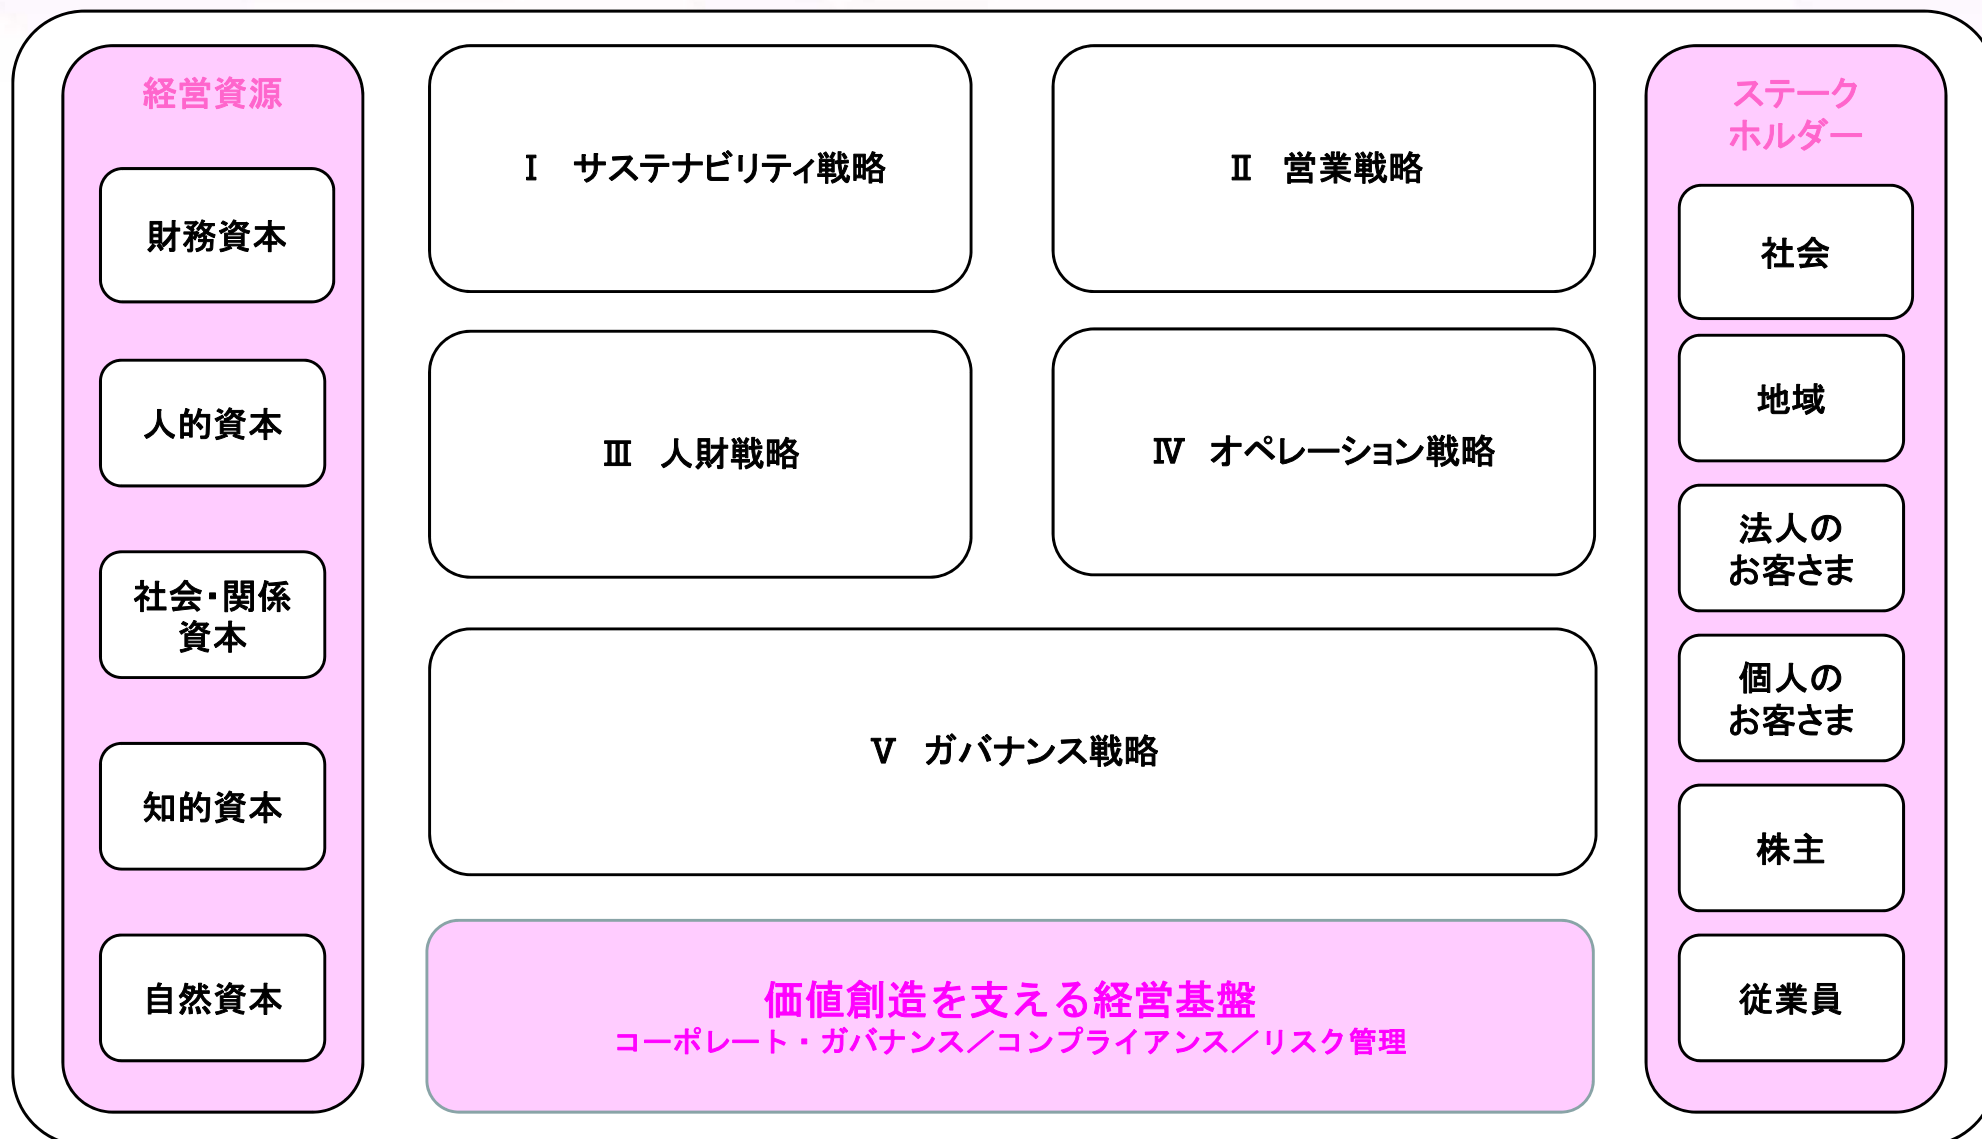 経営資源
財務資本
人的資本
社会・関係
資本
知的資本
自然資本
Ⅰ　サステナビリティ戦略
Ⅱ　営業戦略
Ⅲ　人財戦略
Ⅳ　オペレーション戦略
Ⅴ　ガバナンス戦略
価値創造を支える経営基盤
コーポレート・ガバナンス／コンプライアンス／リスク管理
ステーク
ホルダー
社会
地域
法人の
お客さま
個人の
お客さま
株主
従業員